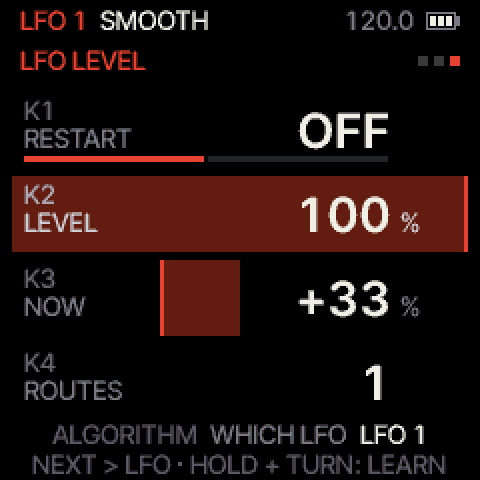 LFO 1 SMOOTH 120.0
LFO LEVEL
K1
RESTART OFF
K2
LEVEL 100 %
K3
NOW +33 %
K4
ROUTES 1
ALGORITHM WHICH LFO LFO 1
NEXT > LFO · HOLD + TURN: LEARN